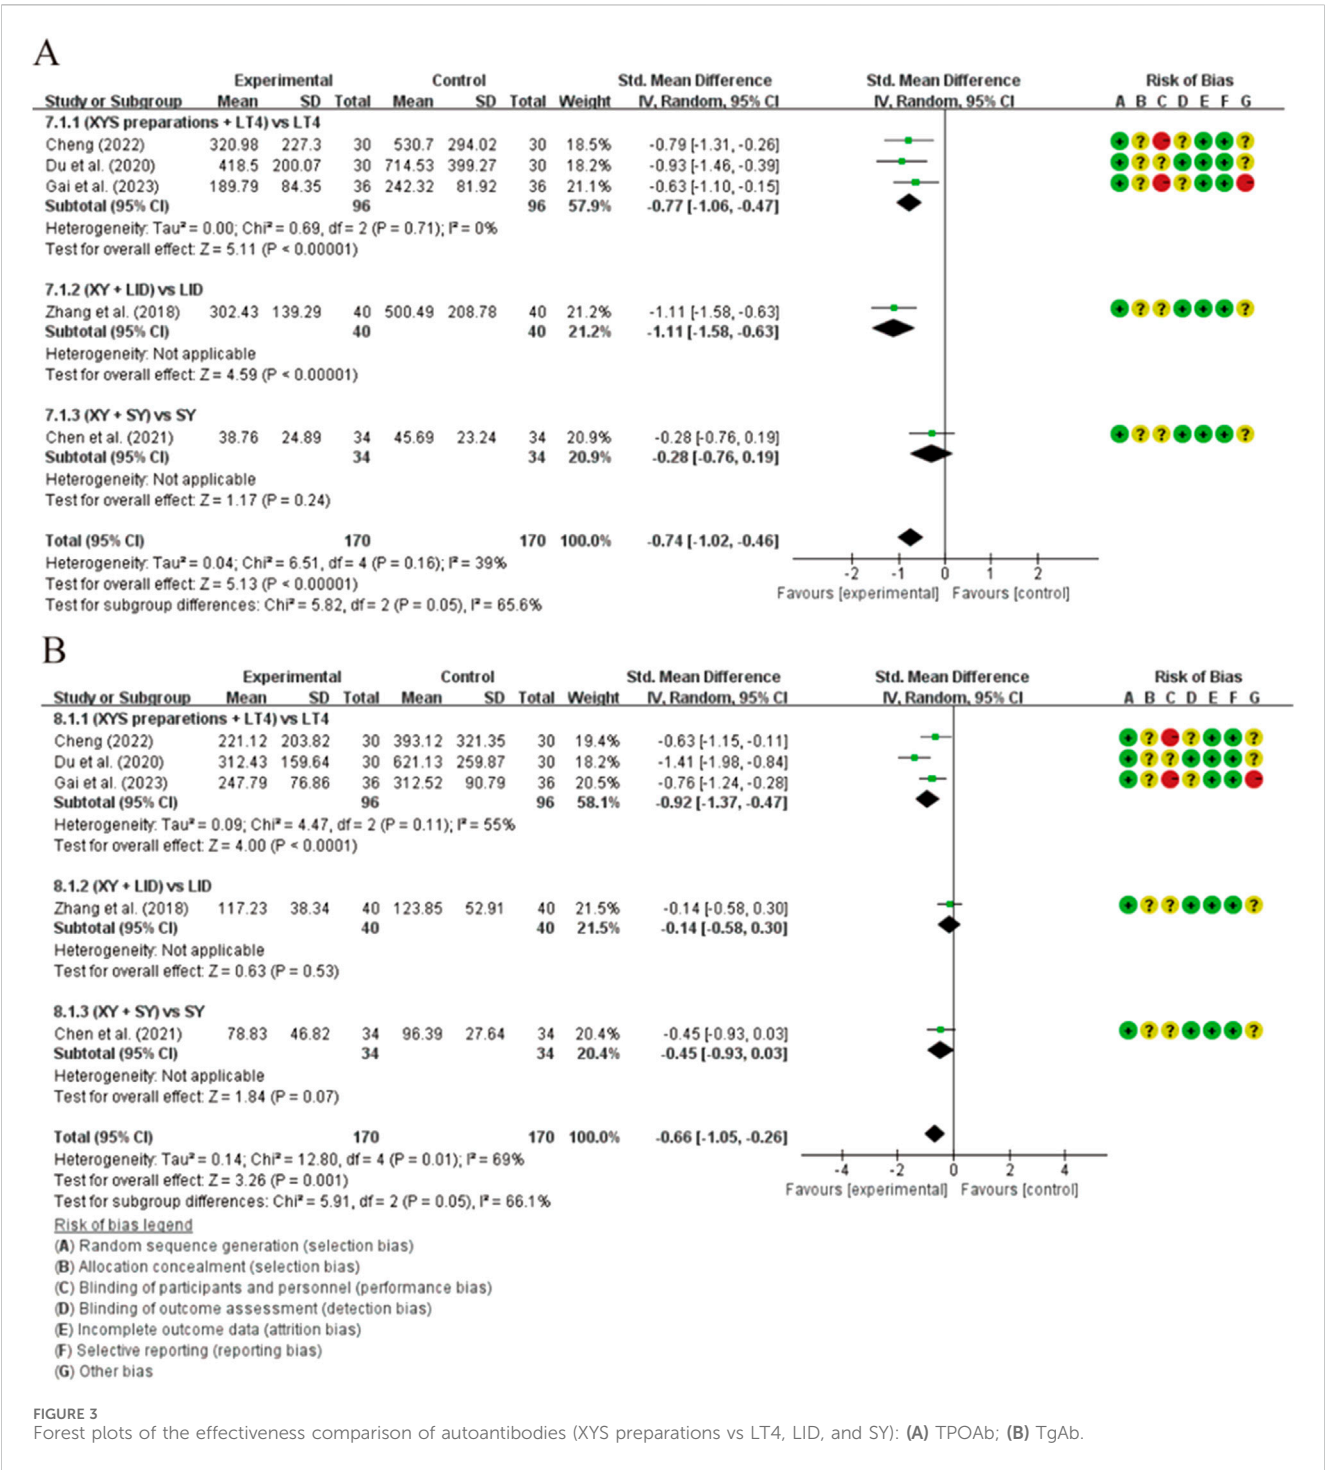 A
Experimental Control Std. Mean Difference Std. Mean Difference Risk of Bias
Study or Subgroup Mean SD Total Mean SD Total Weight IV, Random, 95% CI IV, Random, 95% CI A B C D E F G
7.1.1 (XYS preparations + LT4) vs LT4
Cheng (2022) 320.98 227.3 30 530.7 294.02 30 18.5% -0.79 [-1.31, -0.26] + ? - ? + + ?
Du et al. (2020) 418.5 200.07 30 714.53 399.27 30 18.2% -0.93 [-1.46, -0.39] + ? ? + + + ?
Gai et al. (2023) 189.79 84.35 36 242.32 81.92 36 21.1% -0.63 [-1.10, -0.15] + ? - ? + + -
Subtotal (95% CI) 96 96 57.9% -0.77 [-1.06, -0.47]
Heterogeneity: Tau² = 0.00; Chi² = 0.69, df = 2 (P = 0.71); I² = 0%
Test for overall effect: Z = 5.11 (P < 0.00001)
7.1.2 (XY + LID) vs LID
Zhang et al. (2018) 302.43 139.29 40 500.49 208.78 40 21.2% -1.11 [-1.58, -0.63] + ? ? + + + ?
Subtotal (95% CI) 40 40 21.2% -1.11 [-1.58, -0.63]
Heterogeneity: Not applicable
Test for overall effect: Z = 4.59 (P < 0.00001)
7.1.3 (XY + SY) vs SY
Chen et al. (2021) 38.76 24.89 34 45.69 23.24 34 20.9% -0.28 [-0.76, 0.19] + ? ? + + + ?
Subtotal (95% CI) 34 34 20.9% -0.28 [-0.76, 0.19]
Heterogeneity: Not applicable
Test for overall effect: Z = 1.17 (P = 0.24)
Total (95% CI) 170 170 100.0% -0.74 [-1.02, -0.46]
Heterogeneity: Tau² = 0.04; Chi² = 6.51, df = 4 (P = 0.16); I² = 39%
Test for overall effect: Z = 5.13 (P < 0.00001)
Test for subgroup differences: Chi² = 5.82, df = 2 (P = 0.05), I² = 65.6%
-2 -1 0 1 2
Favours [experimental] Favours [control]
B
Experimental Control Std. Mean Difference Std. Mean Difference Risk of Bias
Study or Subgroup Mean SD Total Mean SD Total Weight IV, Random, 95% CI IV, Random, 95% CI A B C D E F G
8.1.1 (XYS preparetions + LT4) vs LT4
Cheng (2022) 221.12 203.82 30 393.12 321.35 30 19.4% -0.63 [-1.15, -0.11] + ? - ? + + ?
Du et al. (2020) 312.43 159.64 30 621.13 259.87 30 18.2% -1.41 [-1.98, -0.84] + ? ? + + + ?
Gai et al. (2023) 247.79 76.86 36 312.52 90.79 36 20.5% -0.76 [-1.24, -0.28] + ? - ? + + -
Subtotal (95% CI) 96 96 58.1% -0.92 [-1.37, -0.47]
Heterogeneity: Tau² = 0.09; Chi² = 4.47, df = 2 (P = 0.11); I² = 55%
Test for overall effect: Z = 4.00 (P < 0.0001)
8.1.2 (XY + LID) vs LID
Zhang et al. (2018) 117.23 38.34 40 123.85 52.91 40 21.5% -0.14 [-0.58, 0.30] + ? ? + + + ?
Subtotal (95% CI) 40 40 21.5% -0.14 [-0.58, 0.30]
Heterogeneity: Not applicable
Test for overall effect: Z = 0.63 (P = 0.53)
8.1.3 (XY + SY) vs SY
Chen et al. (2021) 78.83 46.82 34 96.39 27.64 34 20.4% -0.45 [-0.93, 0.03] + ? ? + + + ?
Subtotal (95% CI) 34 34 20.4% -0.45 [-0.93, 0.03]
Heterogeneity: Not applicable
Test for overall effect: Z = 1.84 (P = 0.07)
Total (95% CI) 170 170 100.0% -0.66 [-1.05, -0.26]
Heterogeneity: Tau² = 0.14; Chi² = 12.80, df = 4 (P = 0.01); I² = 69%
Test for overall effect: Z = 3.26 (P = 0.001)
Test for subgroup differences: Chi² = 5.91, df = 2 (P = 0.05), I² = 66.1%
-4 -2 0 2 4
Favours [experimental] Favours [control]
Risk of bias legend
(A) Random sequence generation (selection bias)
(B) Allocation concealment (selection bias)
(C) Blinding of participants and personnel (performance bias)
(D) Blinding of outcome assessment (detection bias)
(E) Incomplete outcome data (attrition bias)
(F) Selective reporting (reporting bias)
(G) Other bias
FIGURE 3
Forest plots of the effectiveness comparison of autoantibodies (XYS preparations vs LT4, LID, and SY): (A) TPOAb; (B) TgAb.